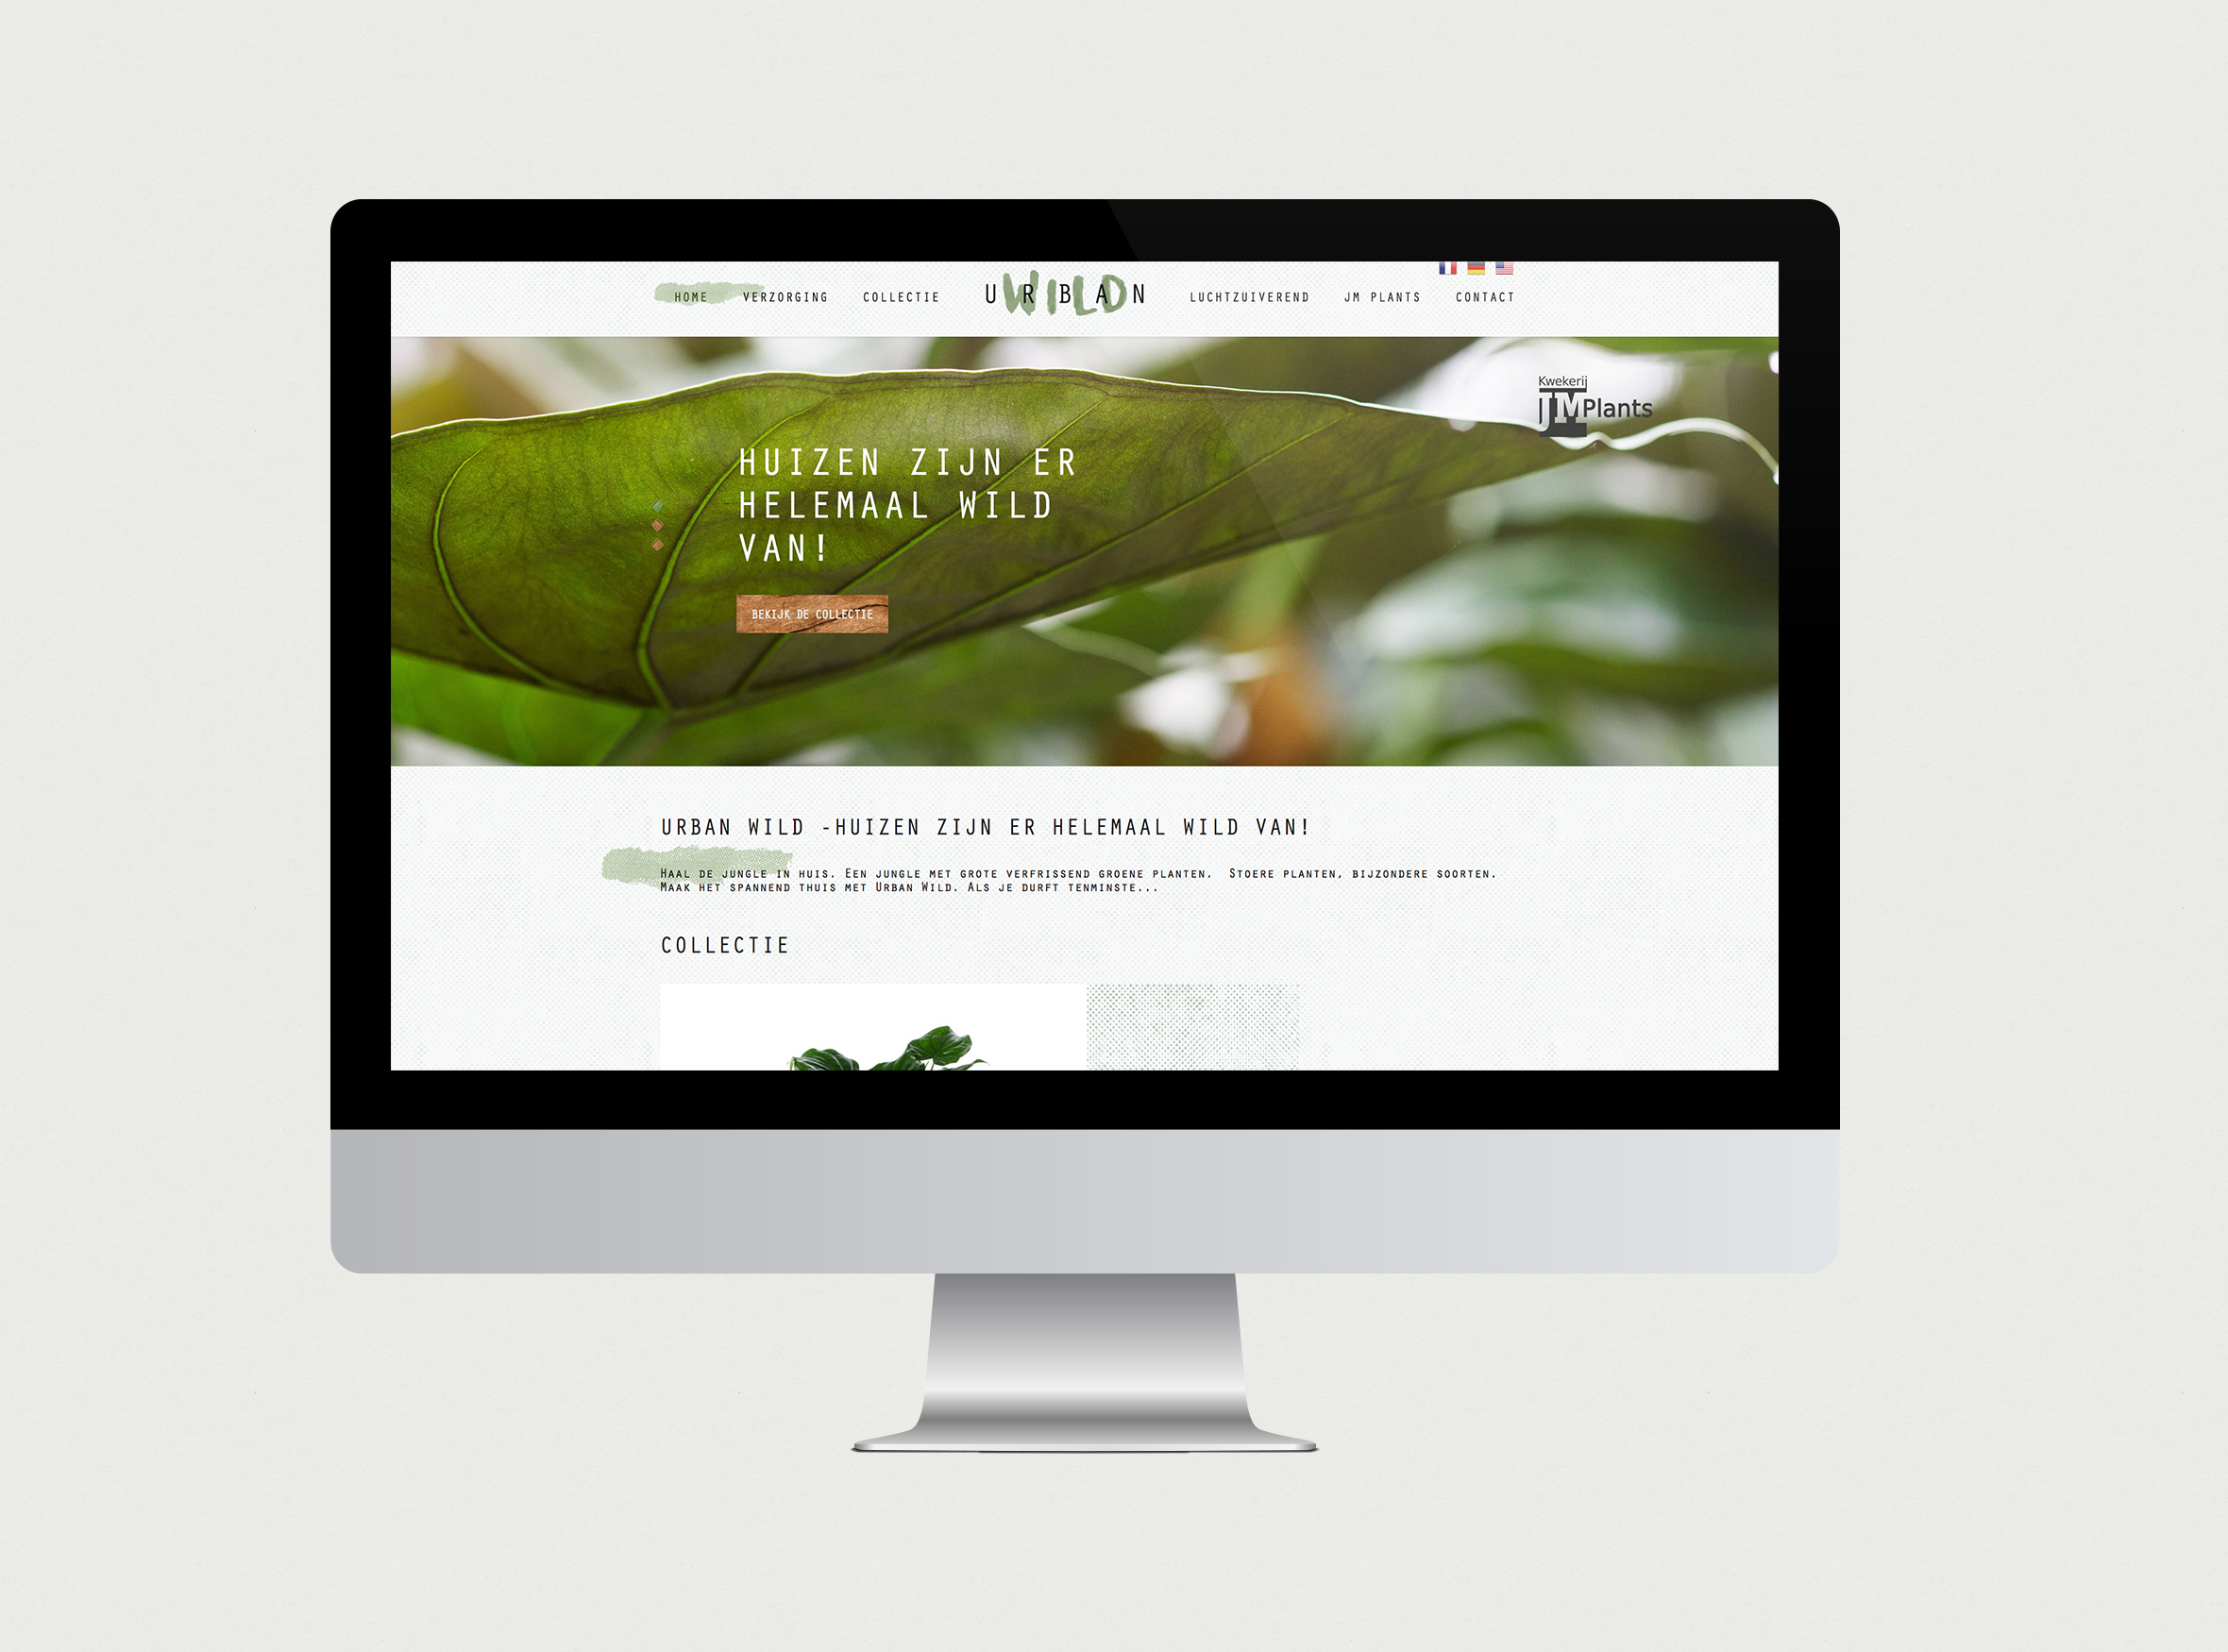 HOME VERZORGING COLLECTIE URBAN WILD LUCHTZUIVEREND JM PLANTS CONTACT
Kwekerij
JM Plants
HUIZEN ZIJN ER
HELEMAAL WILD
VAN!
BEKIJK DE COLLECTIE
URBAN WILD -HUIZEN ZIJN ER HELEMAAL WILD VAN!
Haal de jungle in huis. Een jungle met grote verfrissend groene planten. Stoere planten, bijzondere soorten.
Maak het spannend thuis met Urban Wild. Als je durft tenminste...
COLLECTIE